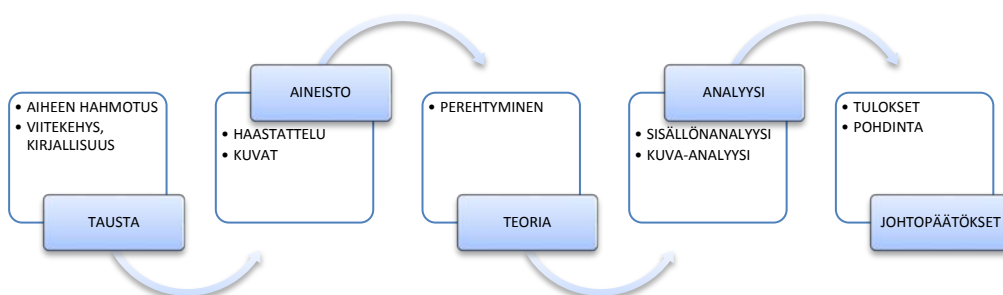 • AIHEEN HAHMOTUS
• VIITEKEHYS,
KIRJALLISUUS
TAUSTA
AINEISTO
• HAASTATTELU
• KUVAT
• PEREHTYMINEN
TEORIA
ANALYYSI
• SISÄLLÖNANALYYSI
• KUVA-ANALYYSI
• TULOKSET
• POHDINTA
JOHTOPÄÄTÖKSET